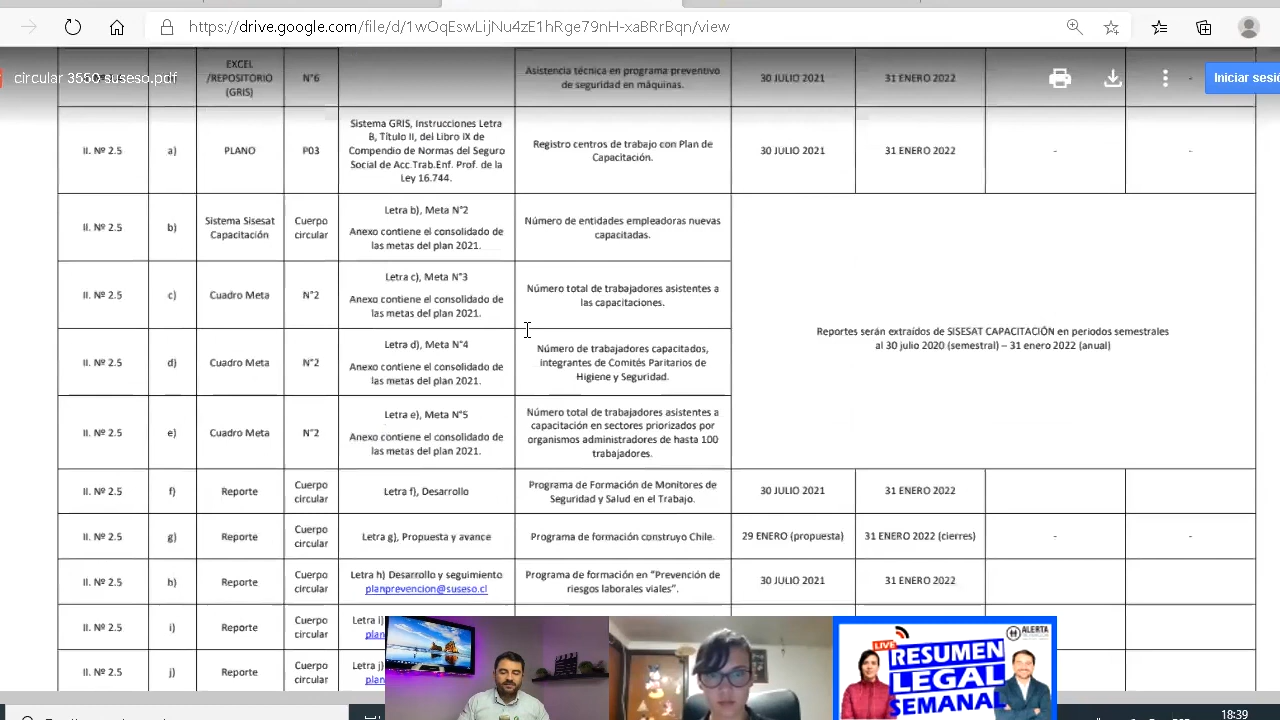 https://drive.google.com/file/d/1wOqEswLijNu4zE1hRge79nH-xaBRrBqn/view
circular 3550 suseso.pdf
Iniciar sesió
EXCEL
/REPOSITORIO
(GRIS)
N°6
Asistencia técnica en programa preventivo
de seguridad en máquinas.
30 JULIO 2021
31 ENERO 2022
-
II. Nº 2.5
a)
PLANO
P03
Sistema GRIS, Instrucciones Letra
B, Título II, del Libro IX de
Compendio de Normas del Seguro
Social de Acc.Trab.Enf. Prof. de la
Ley 16.744.
Registro centros de trabajo con Plan de
Capacitación.
30 JULIO 2021
31 ENERO 2022
-
-
II. Nº 2.5
b)
Sistema Sisesat
Capacitación
Cuerpo
circular
Letra b), Meta N°2
Anexo contiene el consolidado de
las metas del plan 2021.
Número de entidades empleadoras nuevas
capacitadas.
II. Nº 2.5
c)
Cuadro Meta
N°2
Letra c), Meta N°3
Anexo contiene el consolidado de
las metas del plan 2021.
Número total de trabajadores asistentes a
las capacitaciones.
Reportes serán extraídos de SISESAT CAPACITACIÓN en periodos semestrales
al 30 julio 2020 (semestral) – 31 enero 2022 (anual)
II. Nº 2.5
d)
Cuadro Meta
N°2
Letra d), Meta N°4
Anexo contiene el consolidado de
las metas del plan 2021.
Número de trabajadores capacitados,
integrantes de Comités Paritarios de
Higiene y Seguridad.
II. Nº 2.5
e)
Cuadro Meta
N°2
Letra e), Meta N°5
Anexo contiene el consolidado de
las metas del plan 2021.
Número total de trabajadores asistentes a
capacitación en sectores priorizados por
organismos administradores de hasta 100
trabajadores.
II. Nº 2.5
f)
Reporte
Cuerpo
circular
Letra f), Desarrollo
Programa de Formación de Monitores de
Seguridad y Salud en el Trabajo.
30 JULIO 2021
31 ENERO 2022
II. Nº 2.5
g)
Reporte
Cuerpo
circular
Letra g), Propuesta y avance
Programa de formación construyo Chile.
29 ENERO (propuesta)
31 ENERO 2022 (cierres)
-
-
II. Nº 2.5
h)
Reporte
Cuerpo
circular
Letra h) Desarrollo y seguimiento
planprevencion@suseso.cl
Programa de formación en “Prevención de
riesgos laborales viales”.
30 JULIO 2021
31 ENERO 2022
II. Nº 2.5
i)
Reporte
Cuerpo
circular
Letra i)
plan
II. Nº 2.5
j)
Reporte
Cuerpo
circular
Letra j)
plan
ALERTA
LIVE
RESUMEN
LEGAL
SEMANAL
18:39